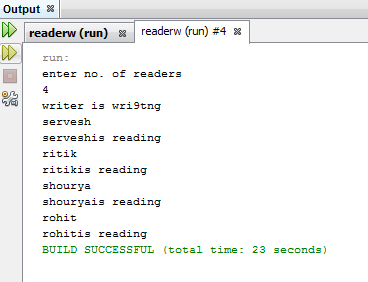 Output
readerw (run)
readerw (run) #4
run:
enter no. of readers
4
writer is wri9tng
servesh
serveshis reading
ritik
ritikis reading
shourya
shouryais reading
rohit
rohitis reading
BUILD SUCCESSFUL (total time: 23 seconds)